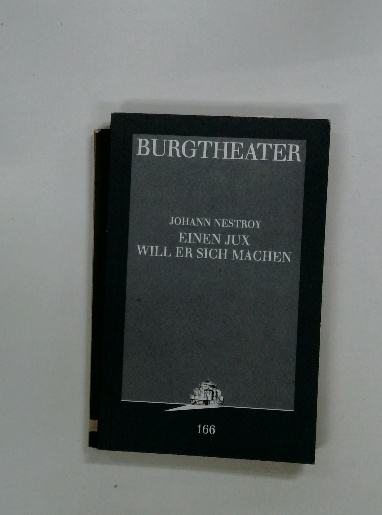 BURGTHEATER
JOHANN NESTROY
EINEN JUX
WILL ER SICH MACHEN
166